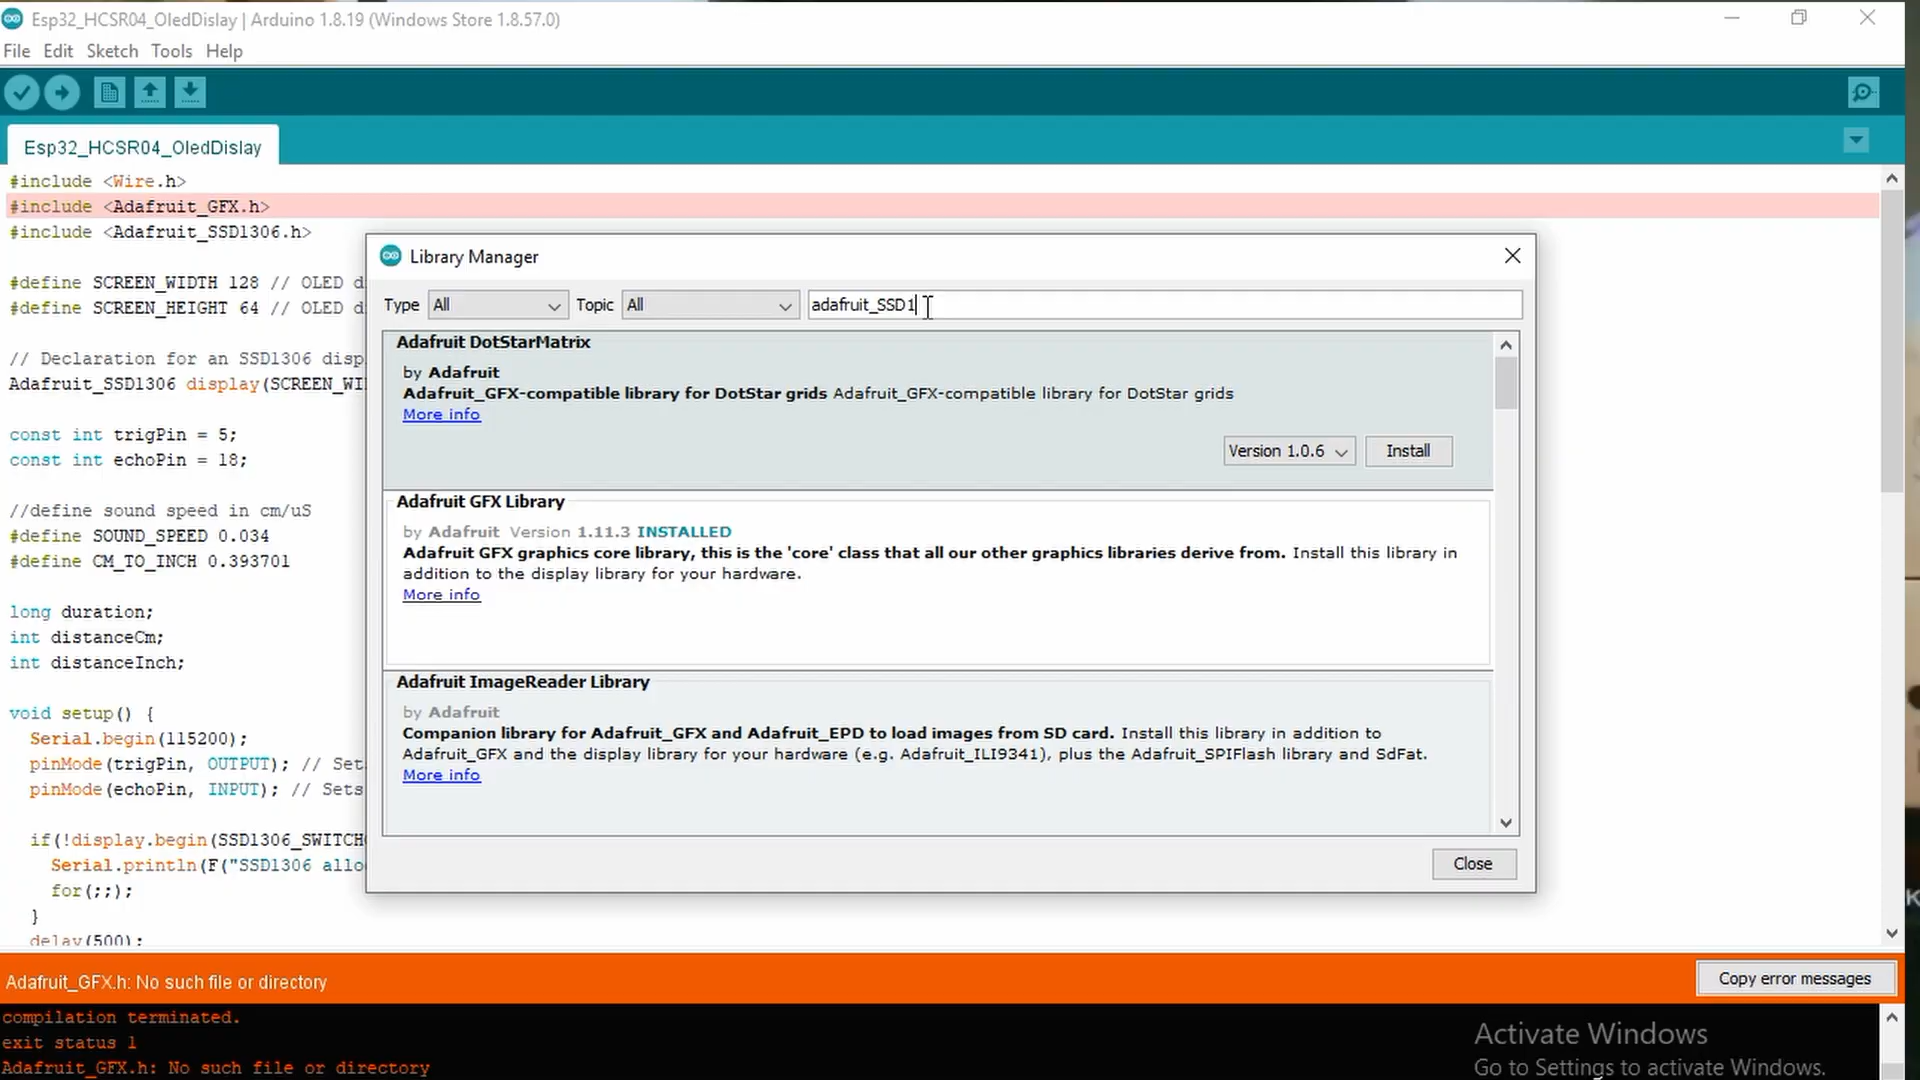 Esp32_HCSR04_OledDislay | Arduino 1.8.19 (Windows Store 1.8.57.0)
File Edit Sketch Tools Help
Esp32_HCSR04_OledDislay
#include <Wire.h>
#include <Adafruit_GFX.h>
#include <Adafruit_SSD1306.h>
#define SCREEN_WIDTH 128 // OLED d
#define SCREEN_HEIGHT 64 // OLED d
// Declaration for an SSD1306 disp
Adafruit_SSD1306 display(SCREEN_WI
const int trigPin = 5;
const int echoPin = 18;
//define sound speed in cm/uS
#define SOUND_SPEED 0.034
#define CM_TO_INCH 0.393701
long duration;
int distanceCm;
int distanceInch;
void setup() {
Serial.begin(115200);
pinMode(trigPin, OUTPUT); // Set
pinMode(echoPin, INPUT); // Sets
if(!display.begin(SSD1306_SWITCH
Serial.println(F("SSD1306 allo
for(;;);
}
delay(500);
Library Manager
Type All Topic All adafruit_SSD1
Adafruit DotStarMatrix
by Adafruit
Adafruit_GFX-compatible library for DotStar grids Adafruit_GFX-compatible library for DotStar grids
More info
Version 1.0.6 Install
Adafruit GFX Library
by Adafruit Version 1.11.3 INSTALLED
Adafruit GFX graphics core library, this is the 'core' class that all our other graphics libraries derive from. Install this library in
addition to the display library for your hardware.
More info
Adafruit ImageReader Library
by Adafruit
Companion library for Adafruit_GFX and Adafruit_EPD to load images from SD card. Install this library in addition to
Adafruit_GFX and the display library for your hardware (e.g. Adafruit_ILI9341), plus the Adafruit_SPIFlash library and SdFat.
More info
Close
Adafruit_GFX.h: No such file or directory
Copy error messages
compilation terminated.
exit status 1
Adafruit_GFX.h: No such file or directory
Activate Windows
Go to Settings to activate Windows.